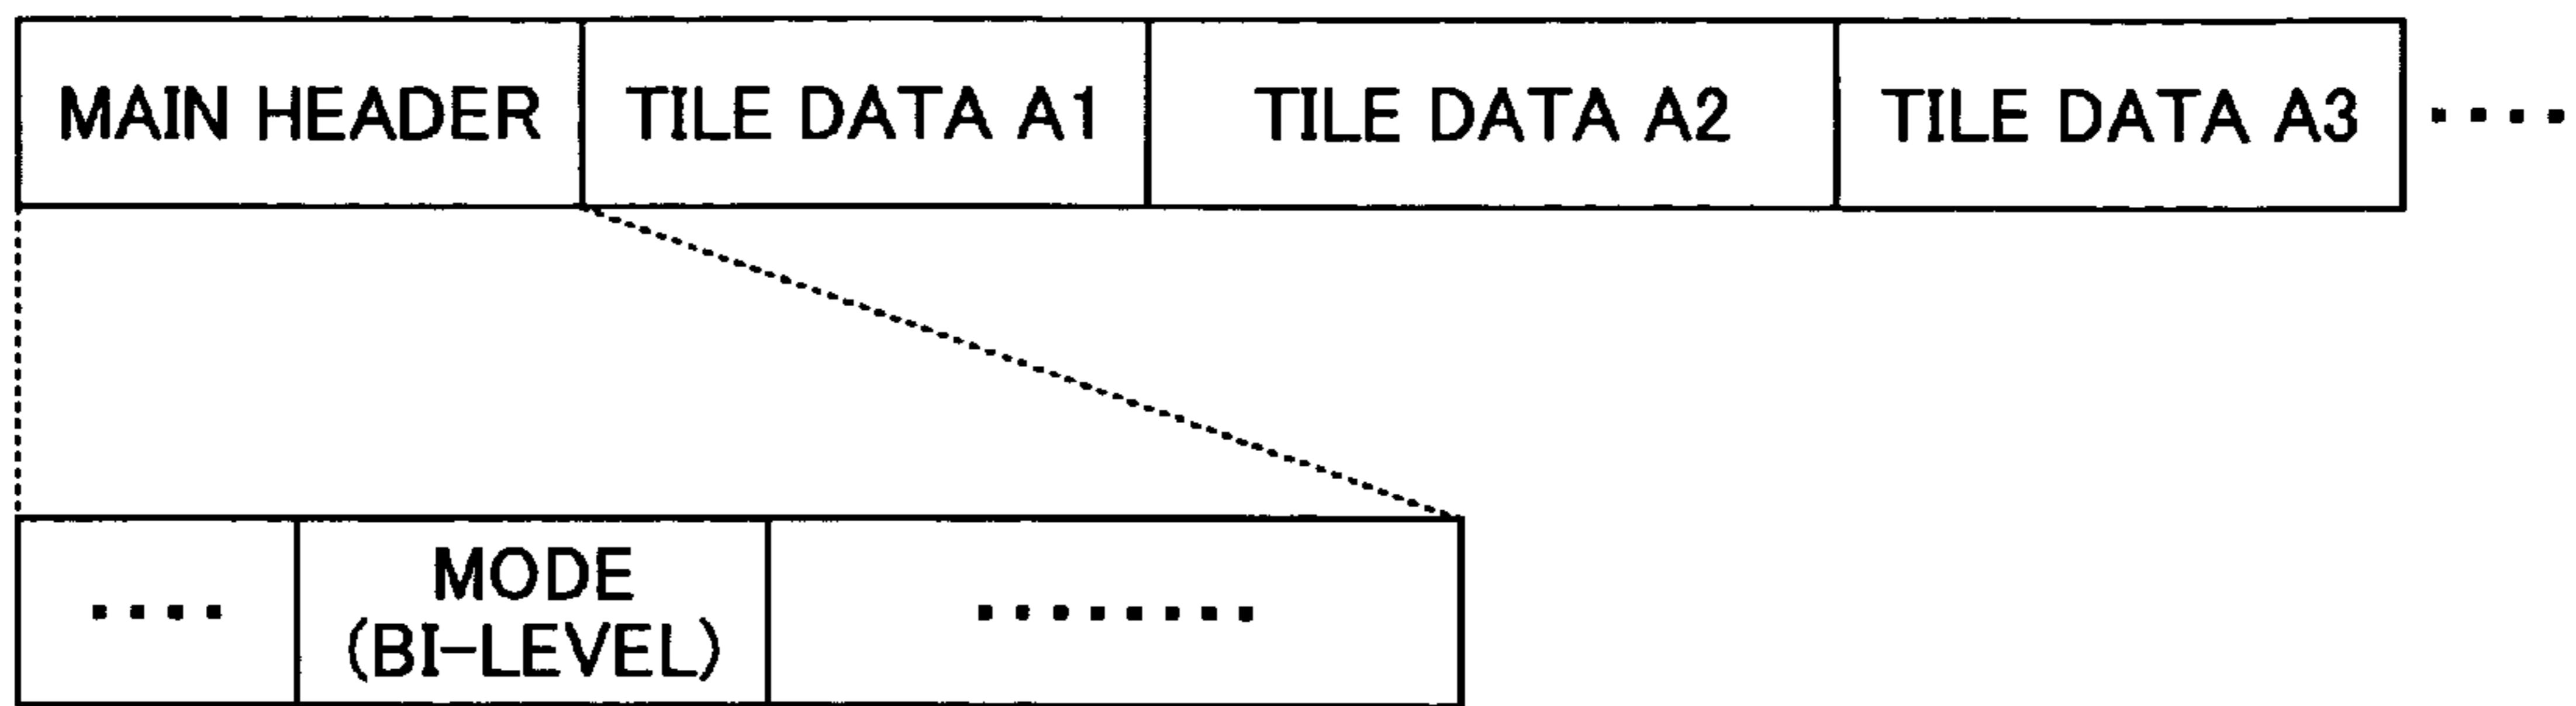 MAIN HEADER TILE DATA A1 TILE DATA A2 TILE DATA A3 ····
···· MODE ········
(BI-LEVEL)